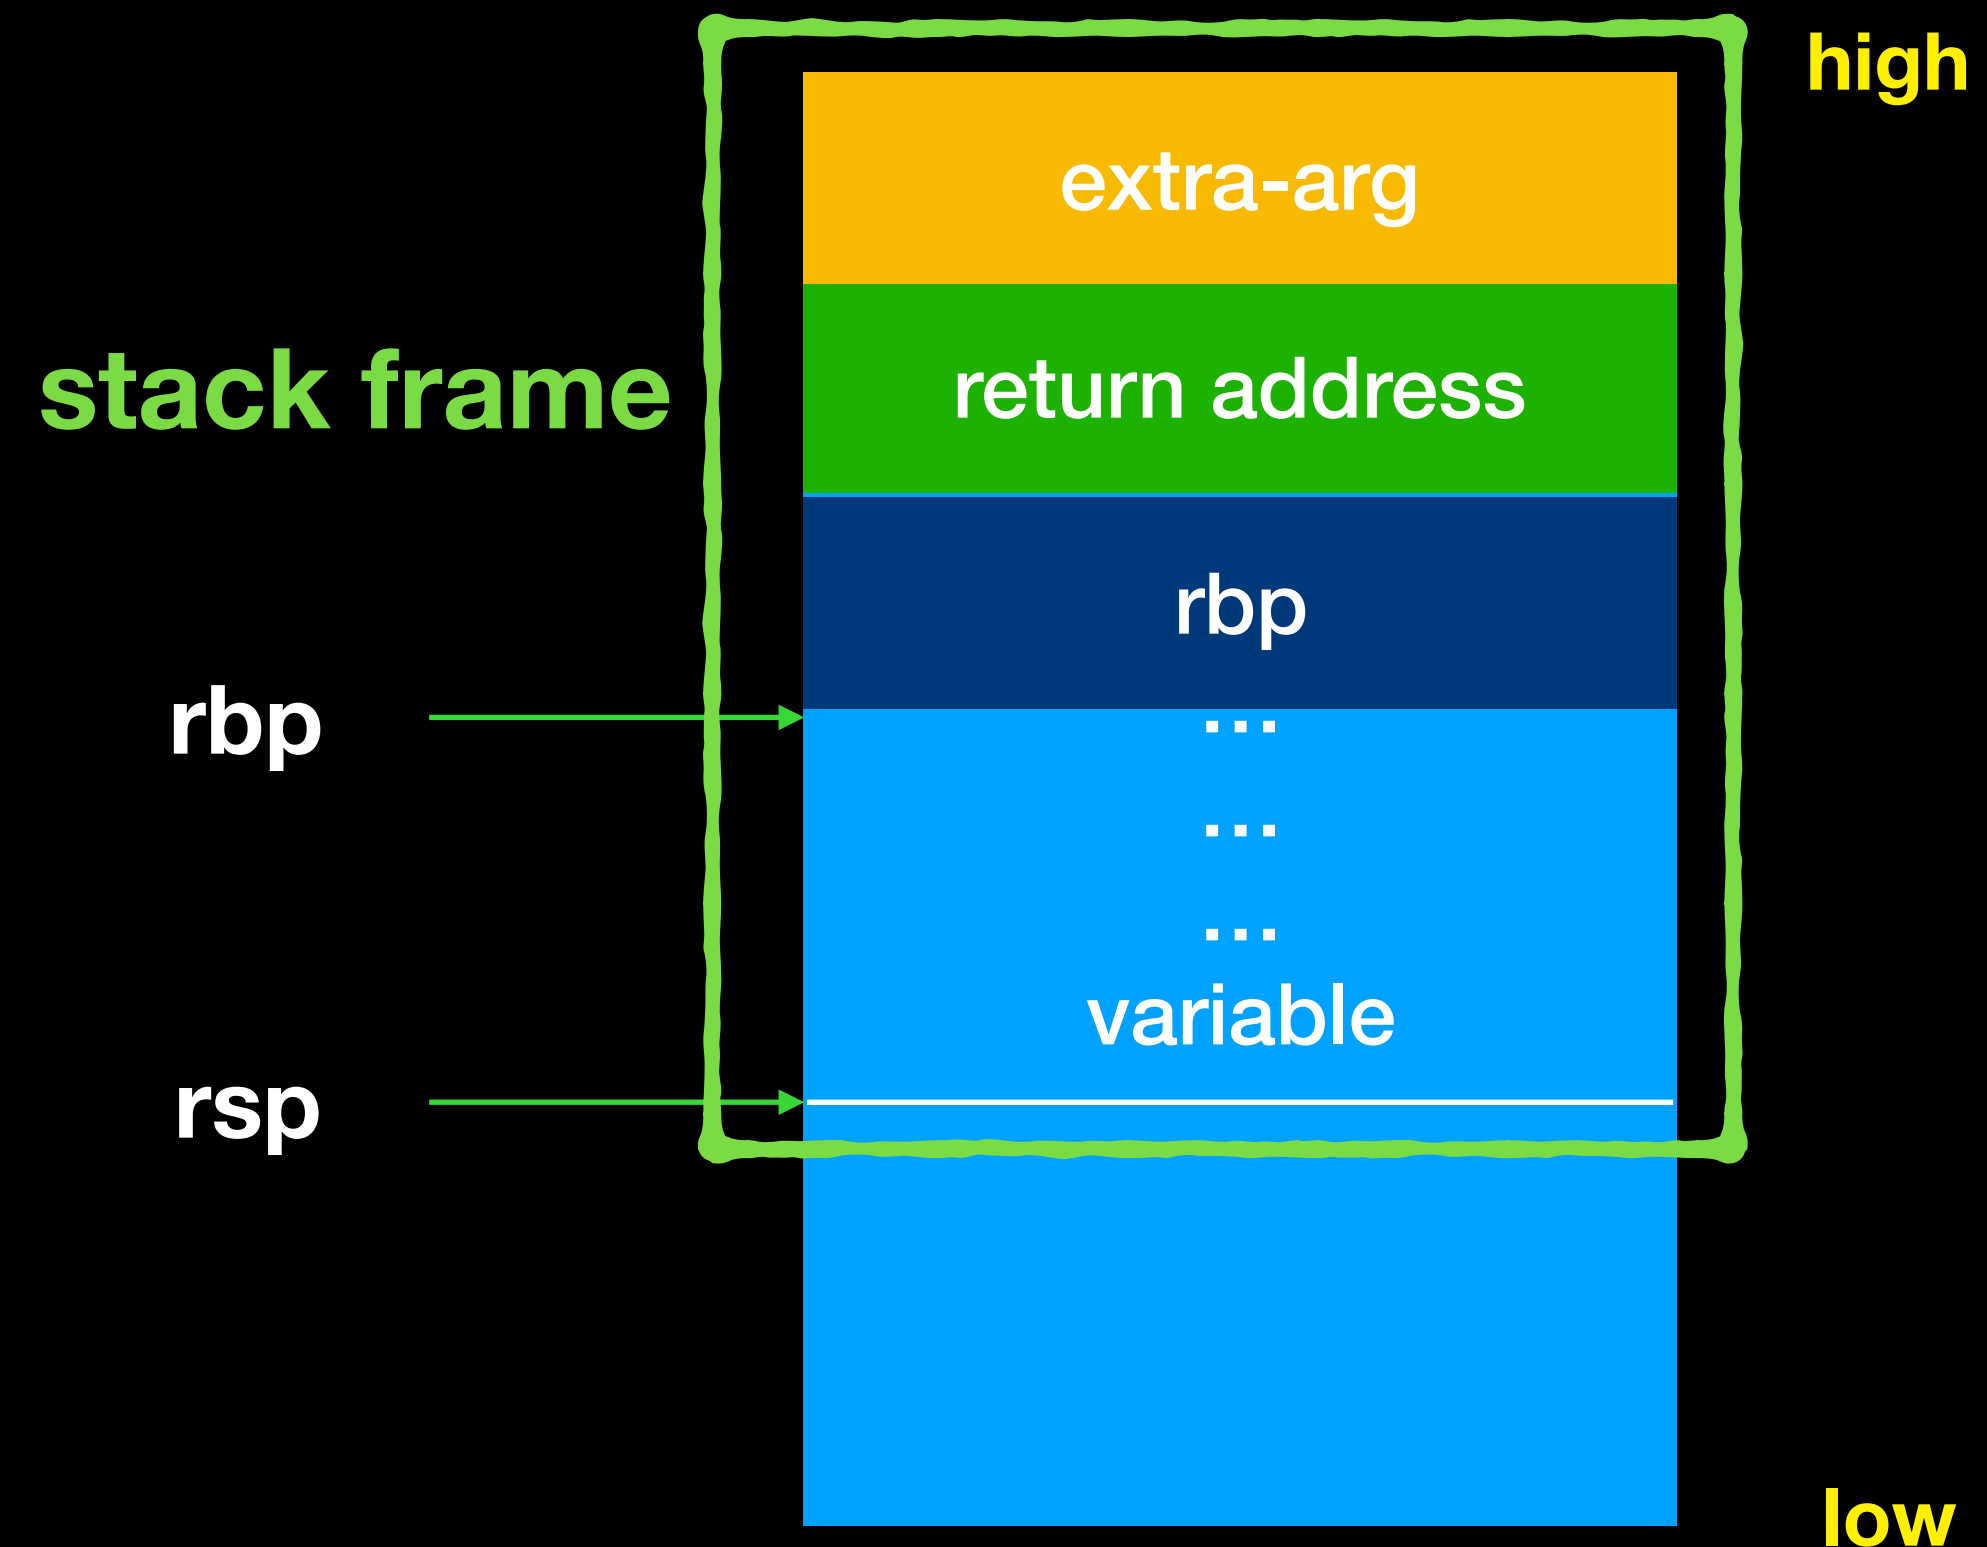 high
extra-arg
return address
stack frame
rbp
rbp
...
...
...
variable
rsp
low